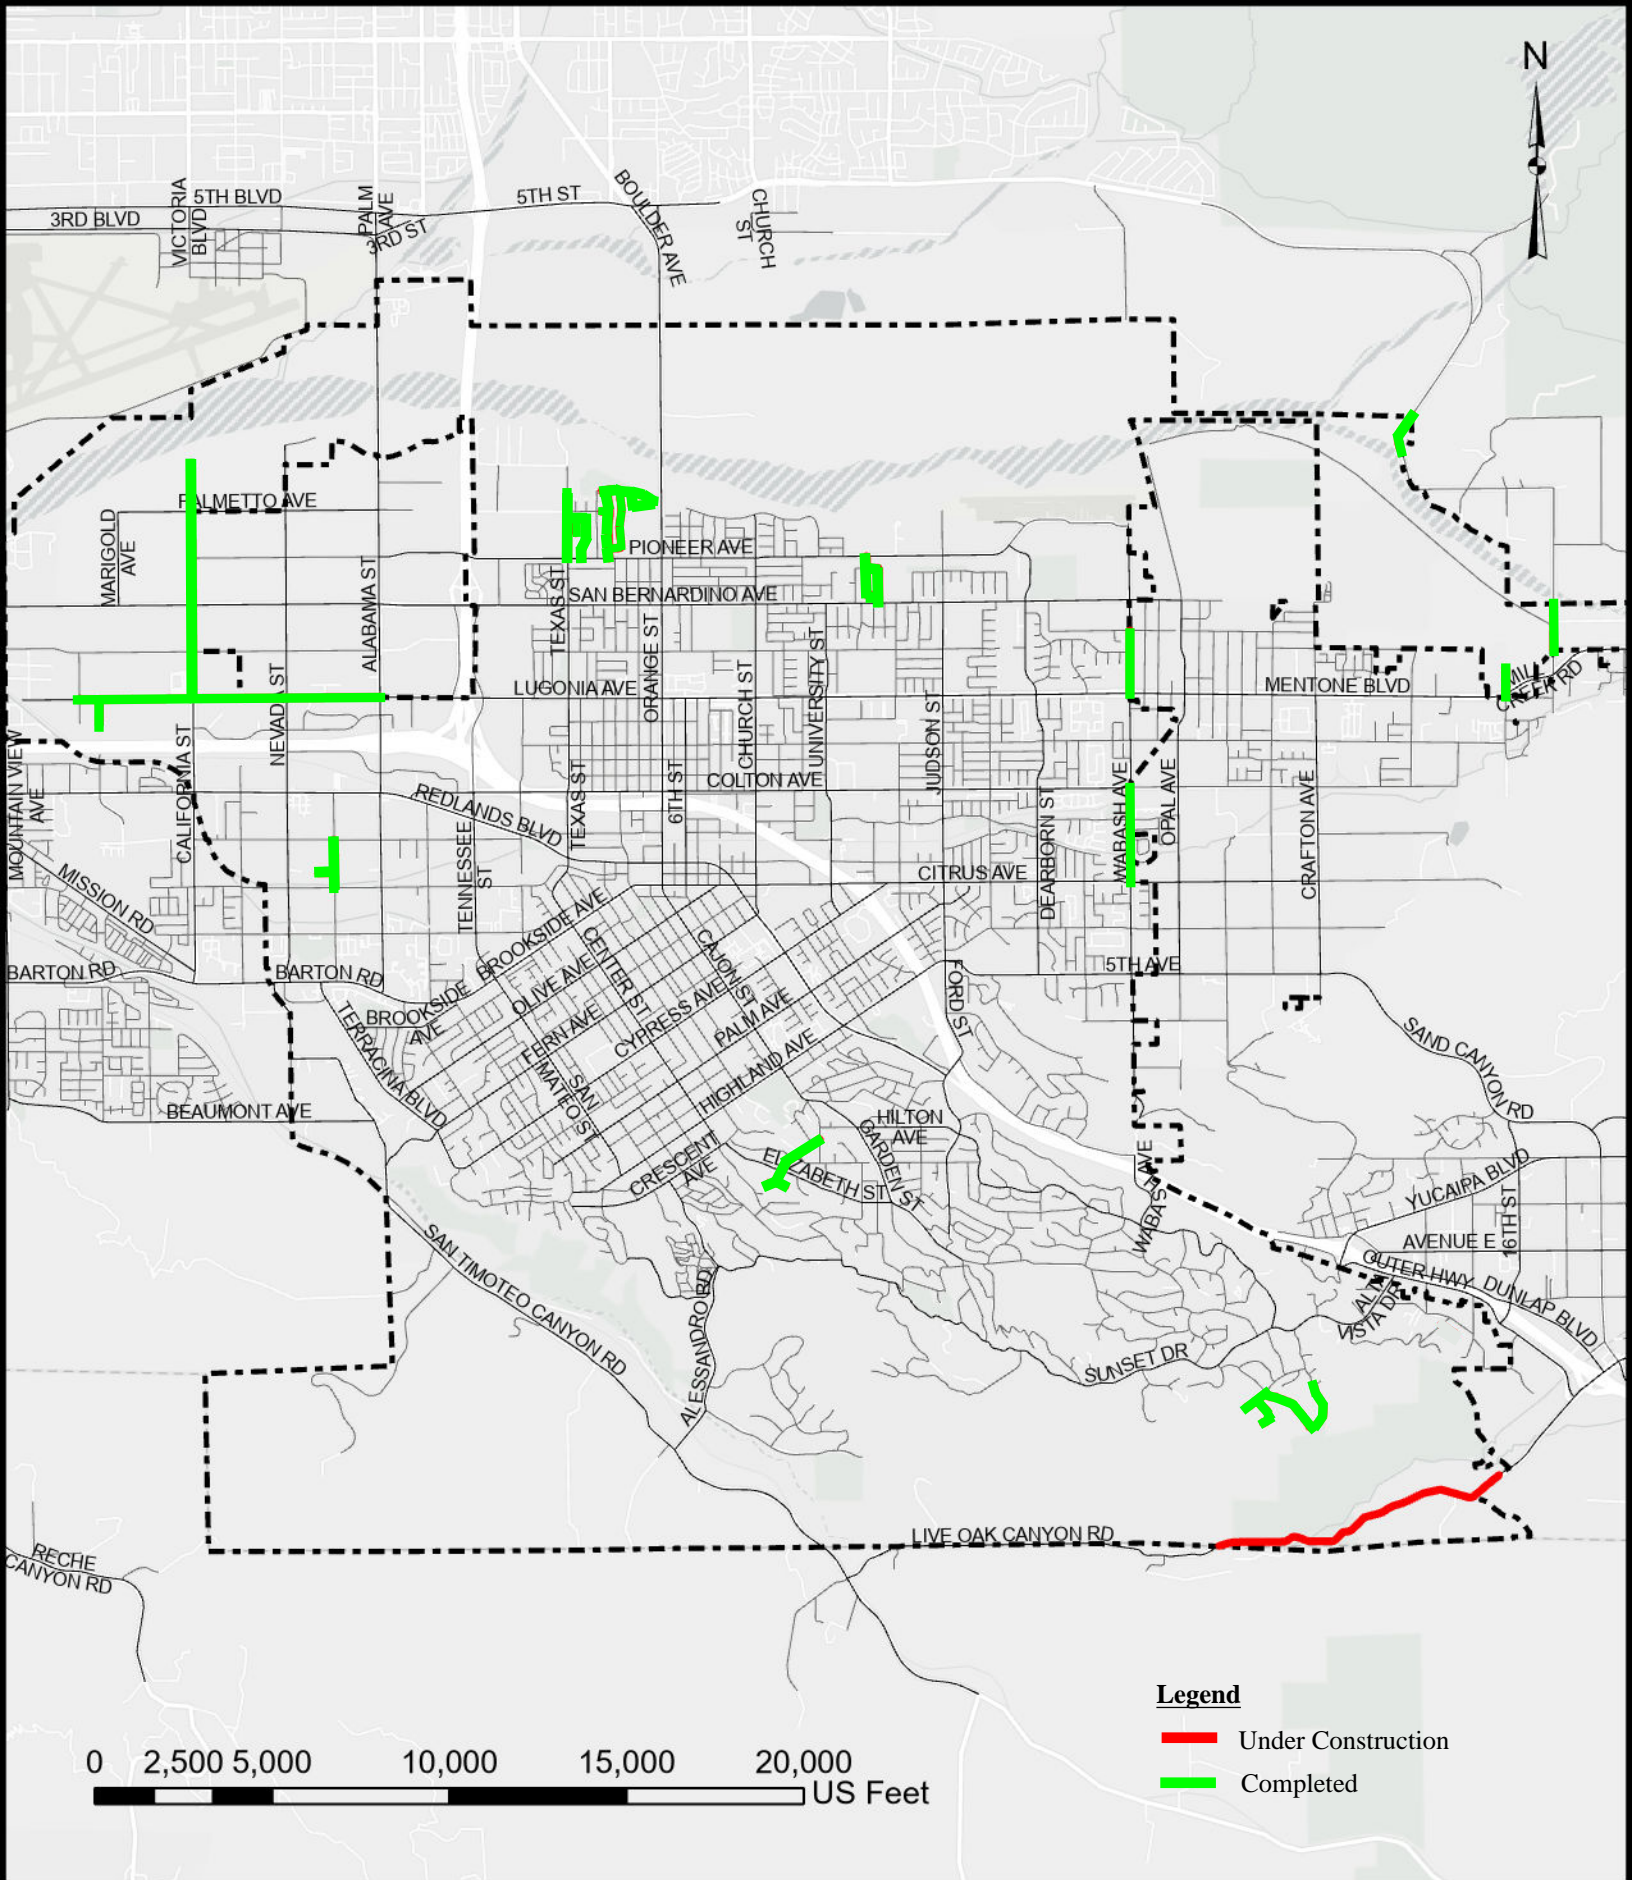 N
5TH BLVD
5TH ST
3RD BLVD
VICTORIA
BLVD
PALM
AVE
3RD ST
BOULDER AVE
CHURCH
ST
PALMETTO AVE
MARIGOLD
AVE
ALABAMA ST
PIONEER AVE
TEXAS ST
SAN BERNARDINO AVE
ORANGE ST
UNIVERSITY ST
NEVADA ST
LUGONIA AVE
CHURCH ST
JUDSON ST
MENTONE BLVD
MILL
CREEK RD
MOUNTAIN VIEW
AVE
CALIFORNIA ST
REDLANDS BLVD
TEXAS ST
6TH ST
COLTON AVE
DEARBORN ST
WABASH AVE
OPAL AVE
CRAFTON AVE
TENNESSEE
ST
CITRUS AVE
MISSION RD
BARTON RD
BARTON RD
BROOKSIDE AVE
BROOKSIDE
AVE
OLIVE AVE
CENTER ST
CAJON ST
FERN AVE
CYPRESS AVE
PALM AVE
5TH AVE
FORD ST
SAND CANYON RD
TERRACINA BLVD
SAN
MATEO ST
HIGHLAND AVE
BEAUMONT AVE
CRESCENT
AVE
ELIZABETH ST
HILTON
AVE
GARDEN ST
WABASH AVE
YUCAIPA BLVD
16TH ST
AVENUE E
OUTER HWY
DUNLAP BLVD
ALTA
VISTA DR
SAN TIMOTEO CANYON RD
ALESSANDRO RD
SUNSET DR
LIVE OAK CANYON RD
RECHE
CANYON RD
Legend
Under Construction
Completed
0 2,500 5,000 10,000 15,000 20,000
US Feet